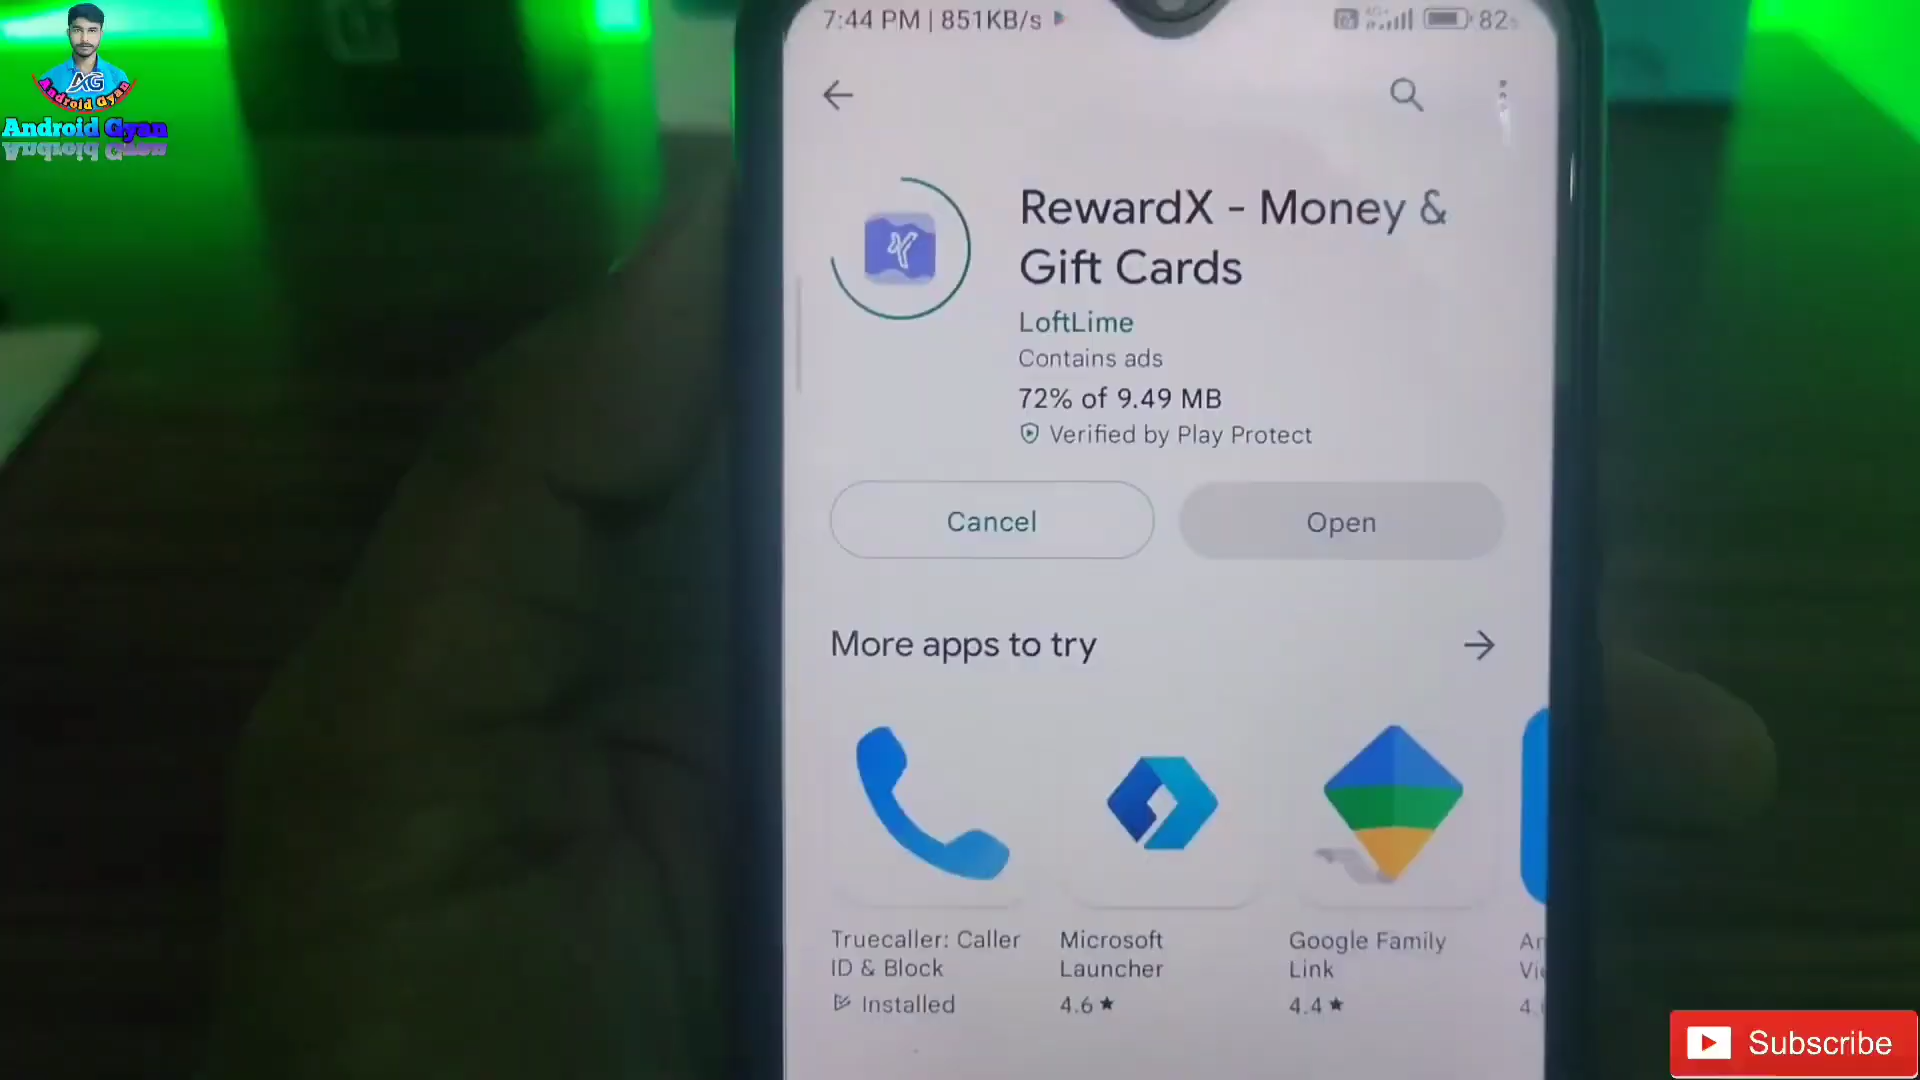 7:44 PM | 851KB/s
82
AG
Android Gyan
Android Gyan
RewardX - Money &
Gift Cards
LoftLime
Contains ads
72% of 9.49 MB
Verified by Play Protect
Cancel
Open
More apps to try
Truecaller: Caller
ID & Block
Installed
Microsoft
Launcher
4.6 ★
Google Family
Link
4.4 ★
Subscribe